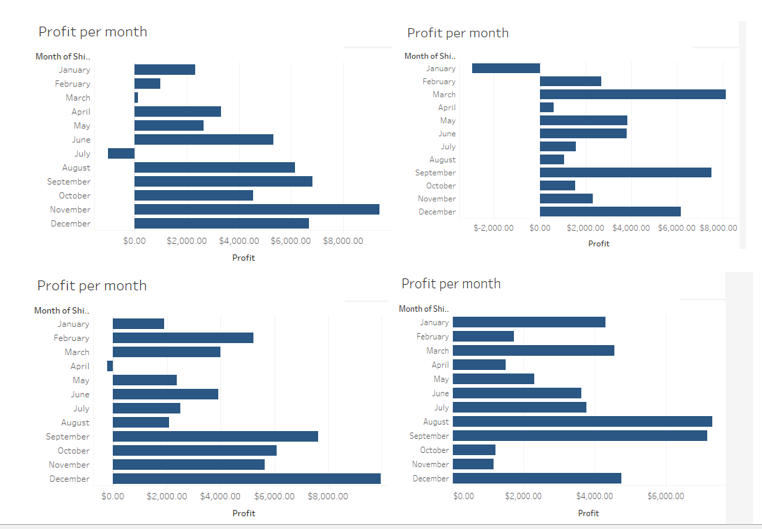 Profit per month
Month of Shi..
January
February
March
April
May
June
July
August
September
October
November
December
$0.00 $2,000.00 $4,000.00 $6,000.00 $8,000.00
Profit
Profit per month
Month of Shi..
January
February
March
April
May
June
July
August
September
October
November
December
$-2,000.00 $0.00 $2,000.00 $4,000.00 $6,000.00 $8,000.00
Profit
Profit per month
Month of Shi..
January
February
March
April
May
June
July
August
September
October
November
December
$0.00 $2,000.00 $4,000.00 $6,000.00 $8,000.00
Profit
Profit per month
Month of Shi..
January
February
March
April
May
June
July
August
September
October
November
December
$0.00 $2,000.00 $4,000.00 $6,000.00
Profit